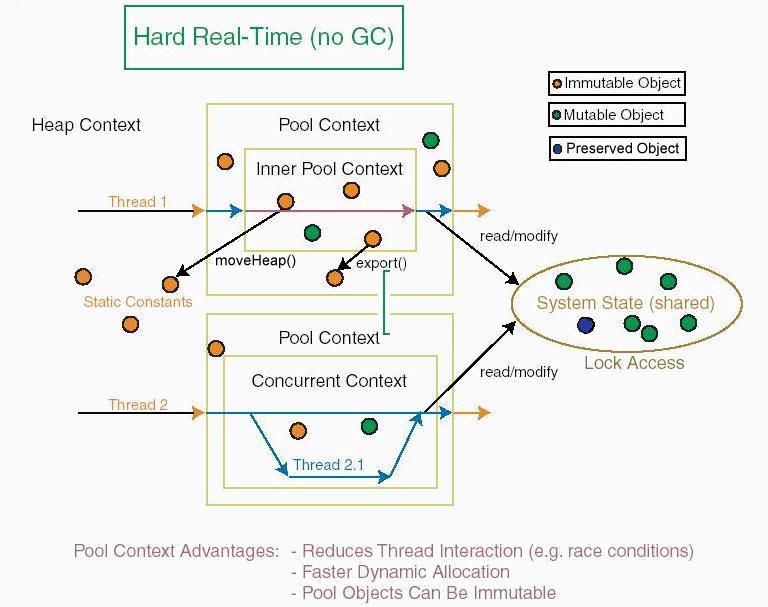 Hard Real-Time (no GC)
Immutable Object
Mutable Object
Preserved Object
Heap Context
Pool Context
Inner Pool Context
Thread 1
moveHeap()
export()
read/modify
Static Constants
System State (shared)
Lock Access
Pool Context
Concurrent Context
read/modify
Thread 2
Thread 2.1
Pool Context Advantages: - Reduces Thread Interaction (e.g. race conditions)
- Faster Dynamic Allocation
- Pool Objects Can Be Immutable